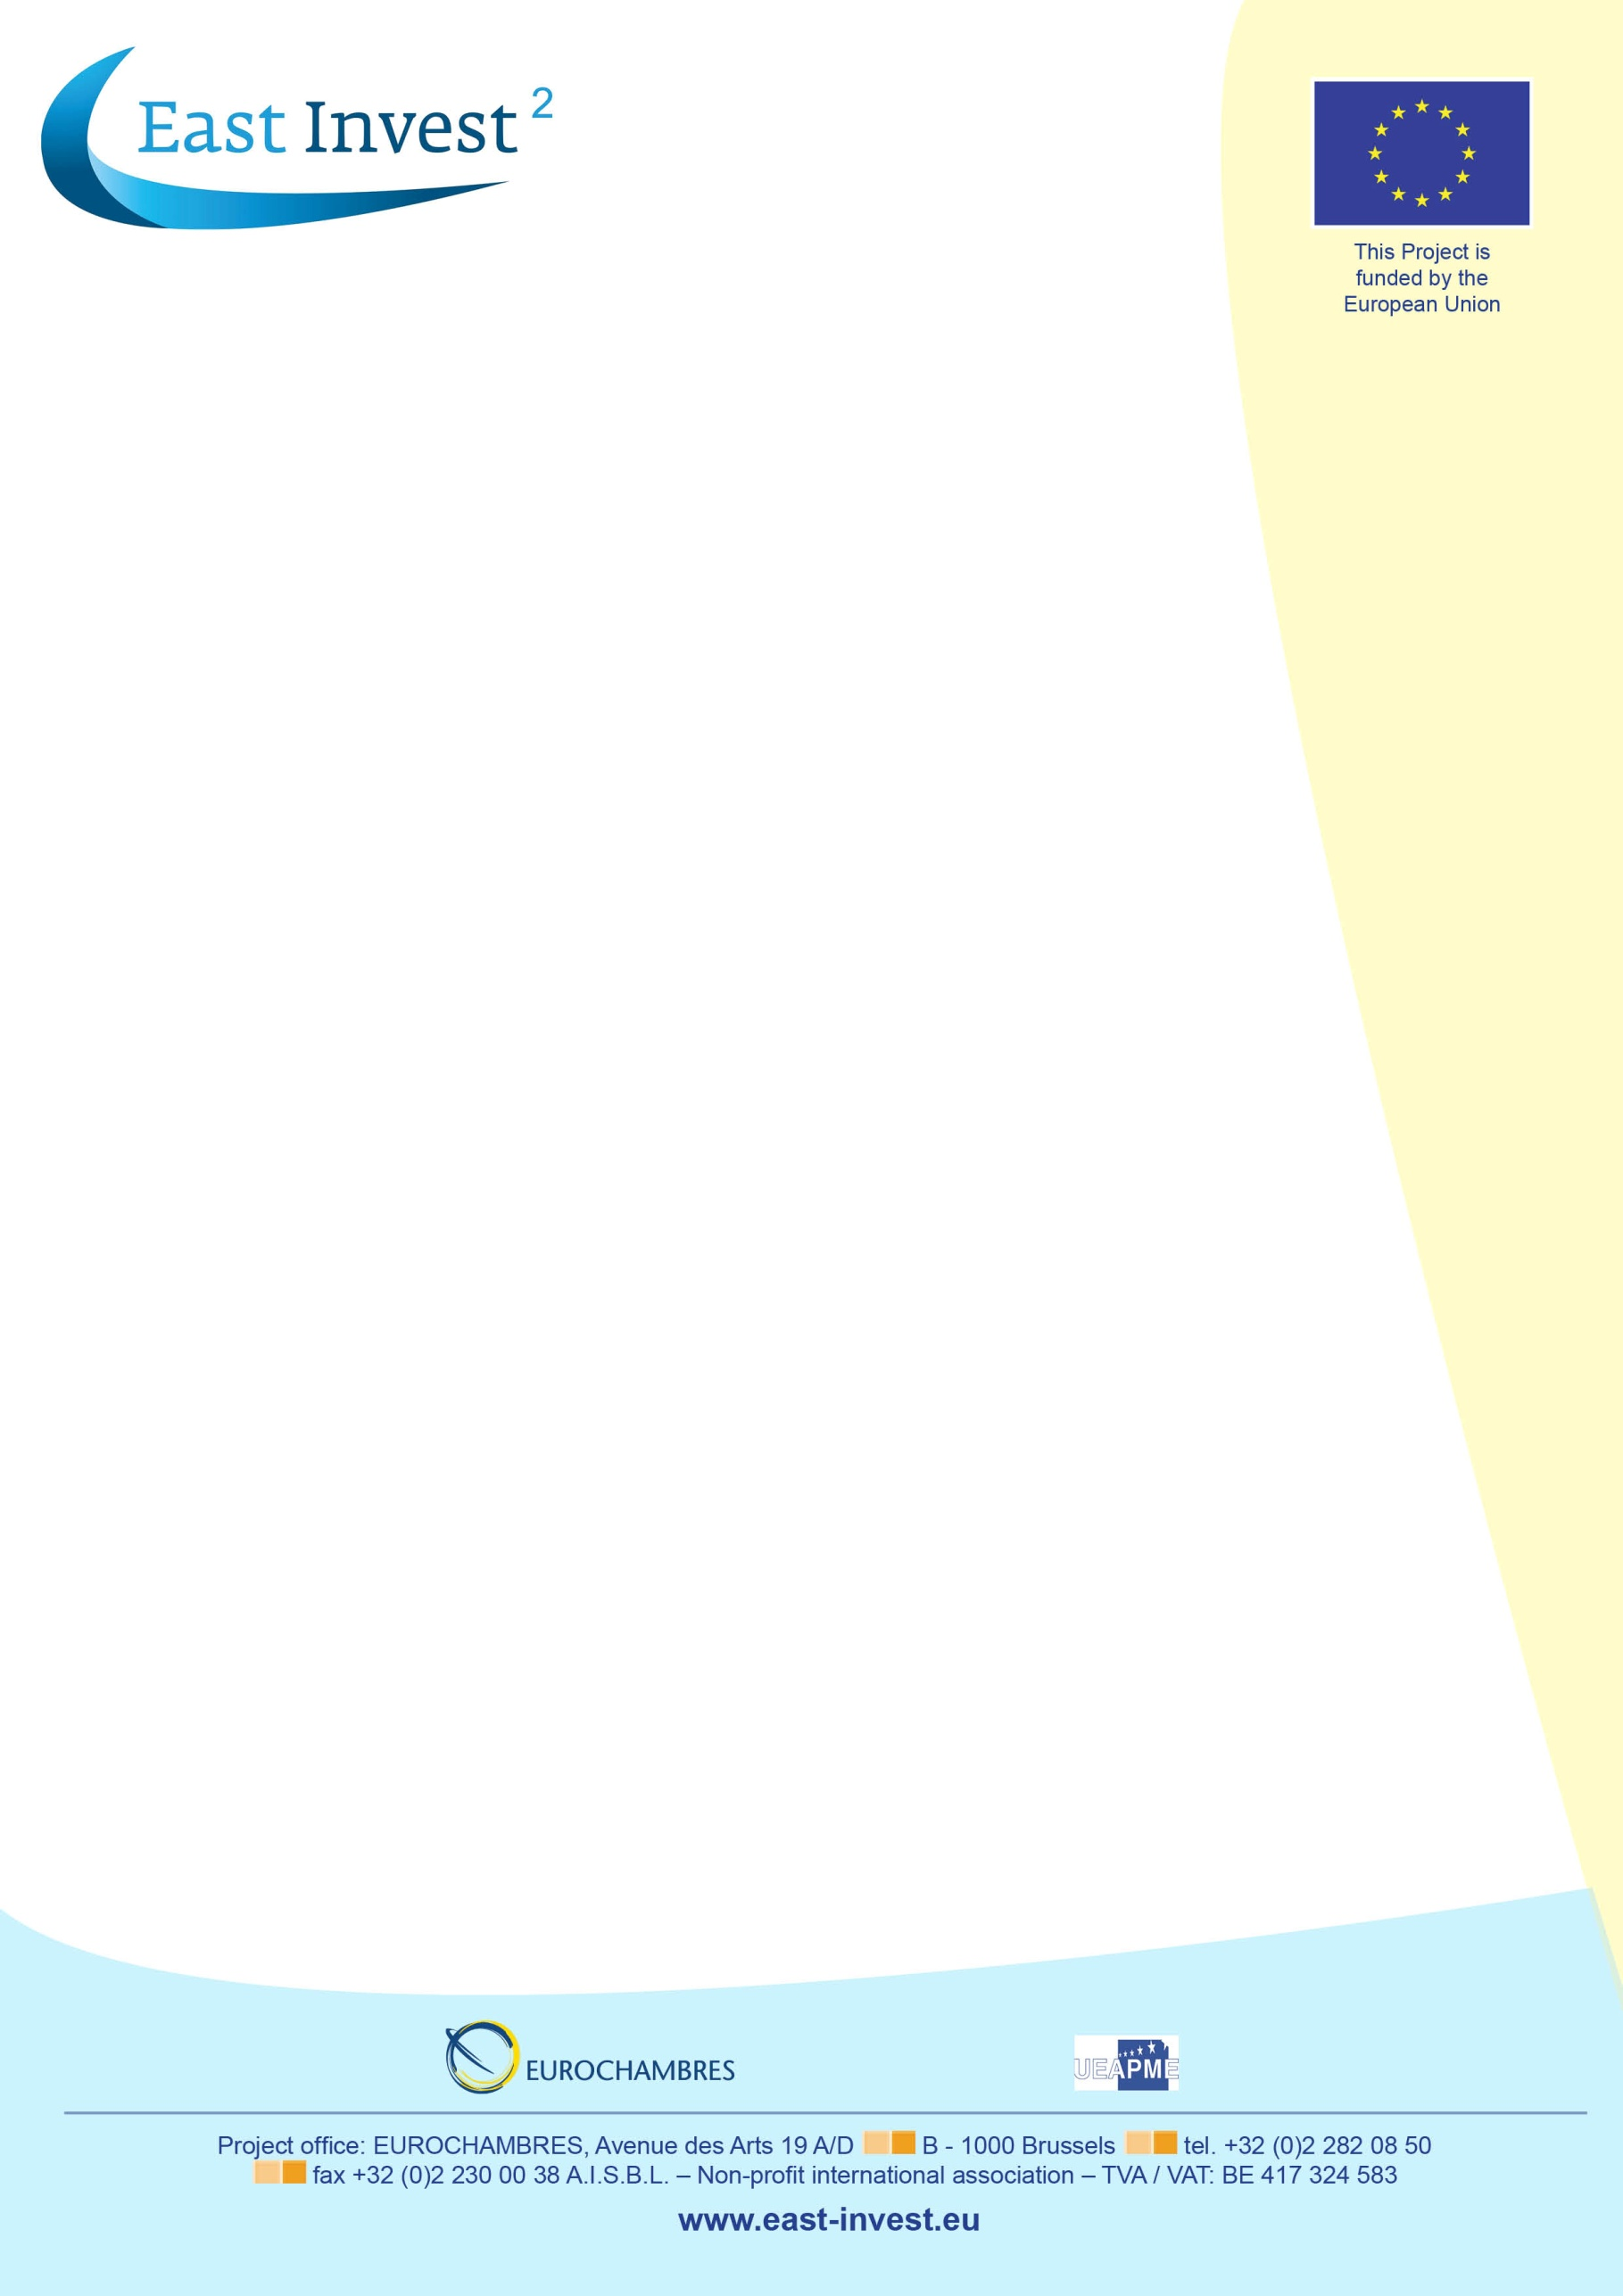 East Invest 2
This Project is
funded by the
European Union
EUROCHAMBRES
UEAPME
Project office: EUROCHAMBRES, Avenue des Arts 19 A/D B - 1000 Brussels tel. +32 (0)2 282 08 50
fax +32 (0)2 230 00 38 A.I.S.B.L. – Non-profit international association – TVA / VAT: BE 417 324 583
www.east-invest.eu